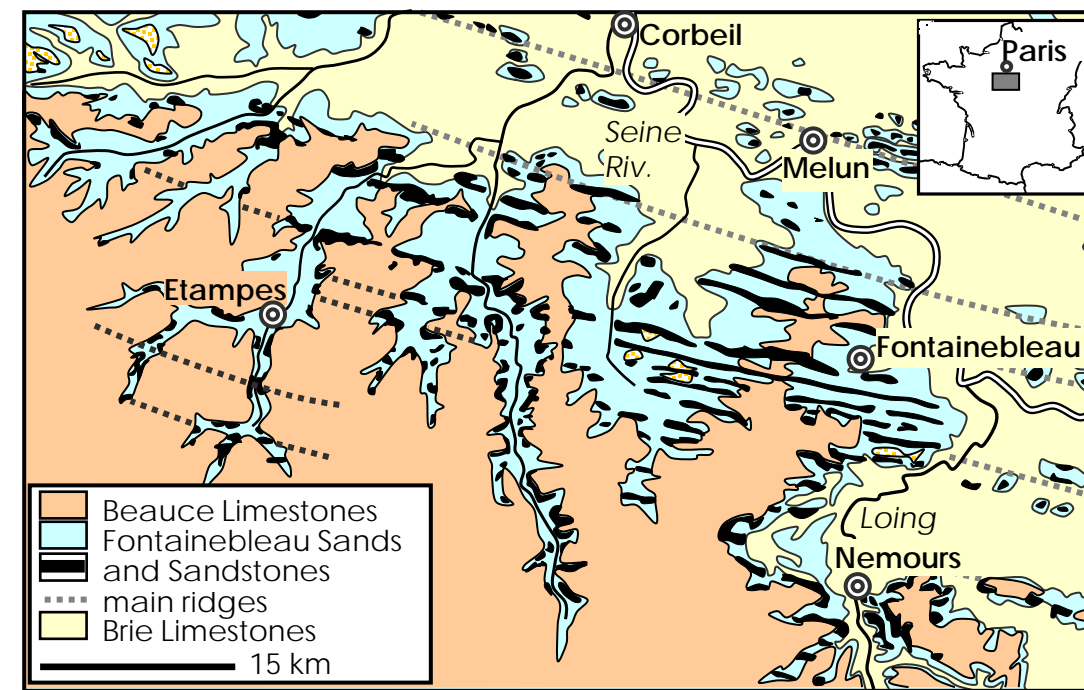 Corbeil
Paris
Seine
Riv.
Melun
Etampes
Fontainebleau
Loing
Nemours
Beauce Limestones
Fontainebleau Sands
and Sandstones
main ridges
Brie Limestones
15 km